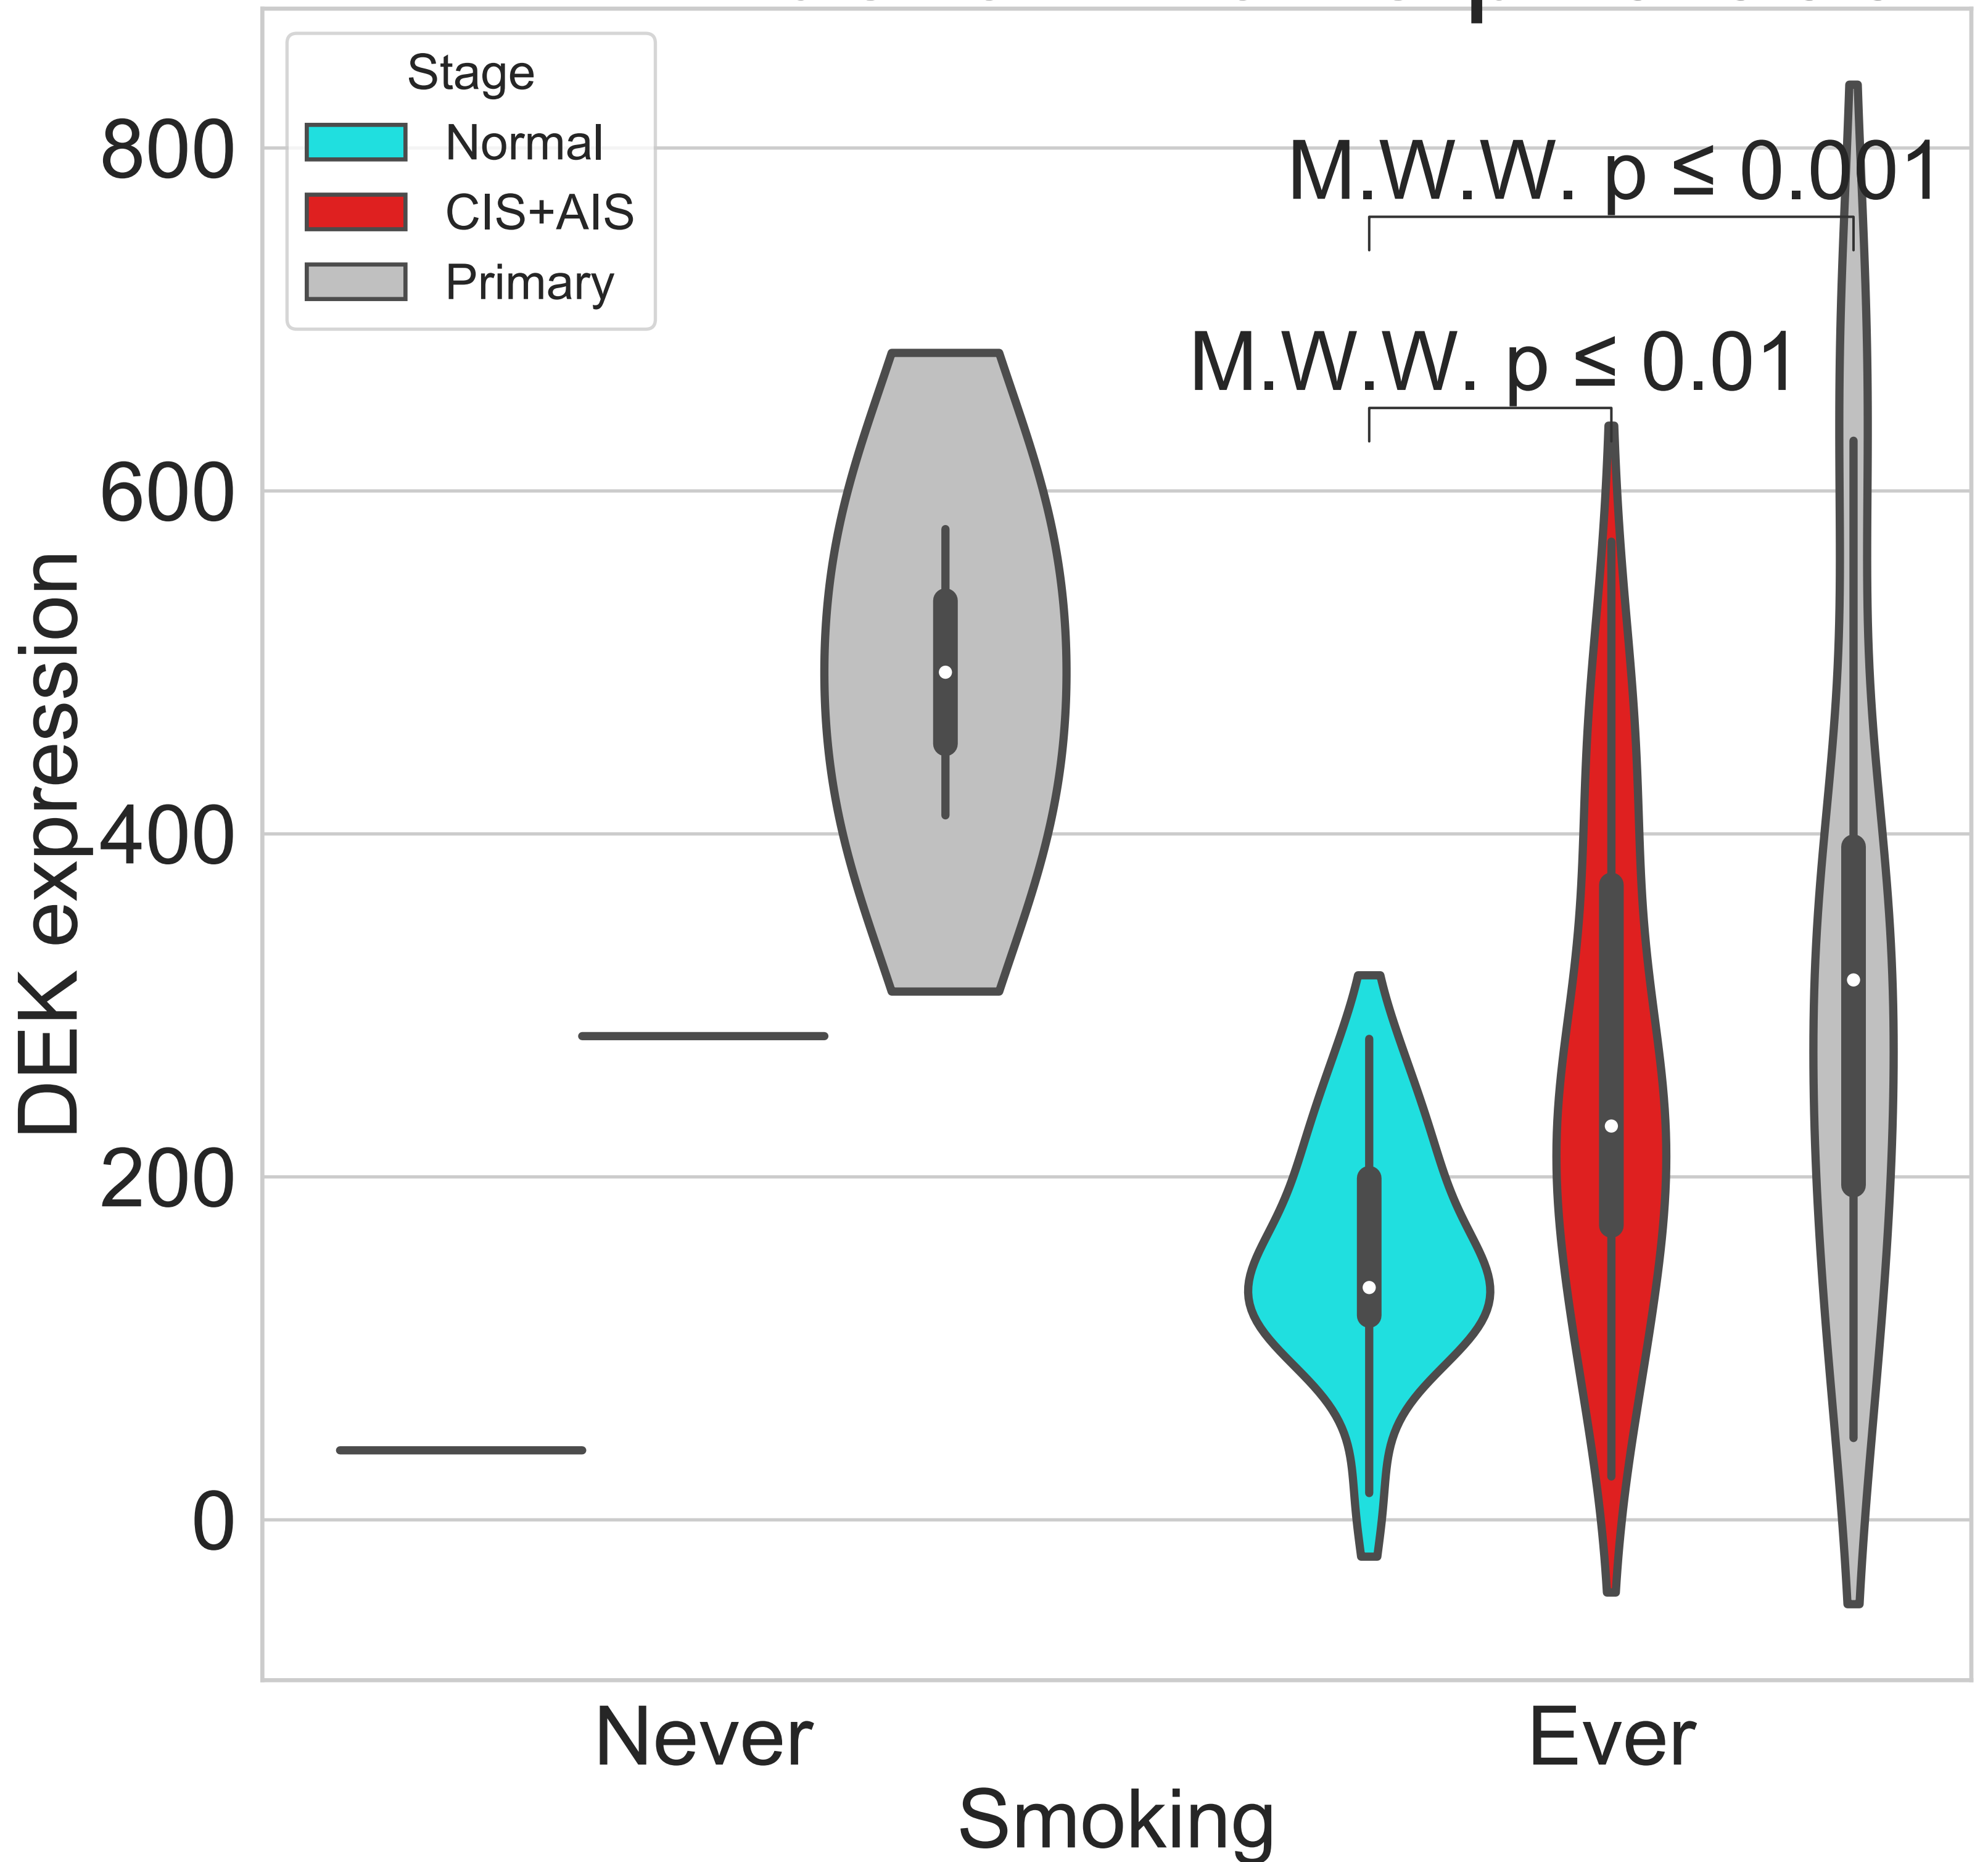 Stage
Normal
CIS+AIS
Primary
M.W.W. p ≤ 0.001
M.W.W. p ≤ 0.01
800
600
400
200
0
DEK expression
Never
Ever
Smoking